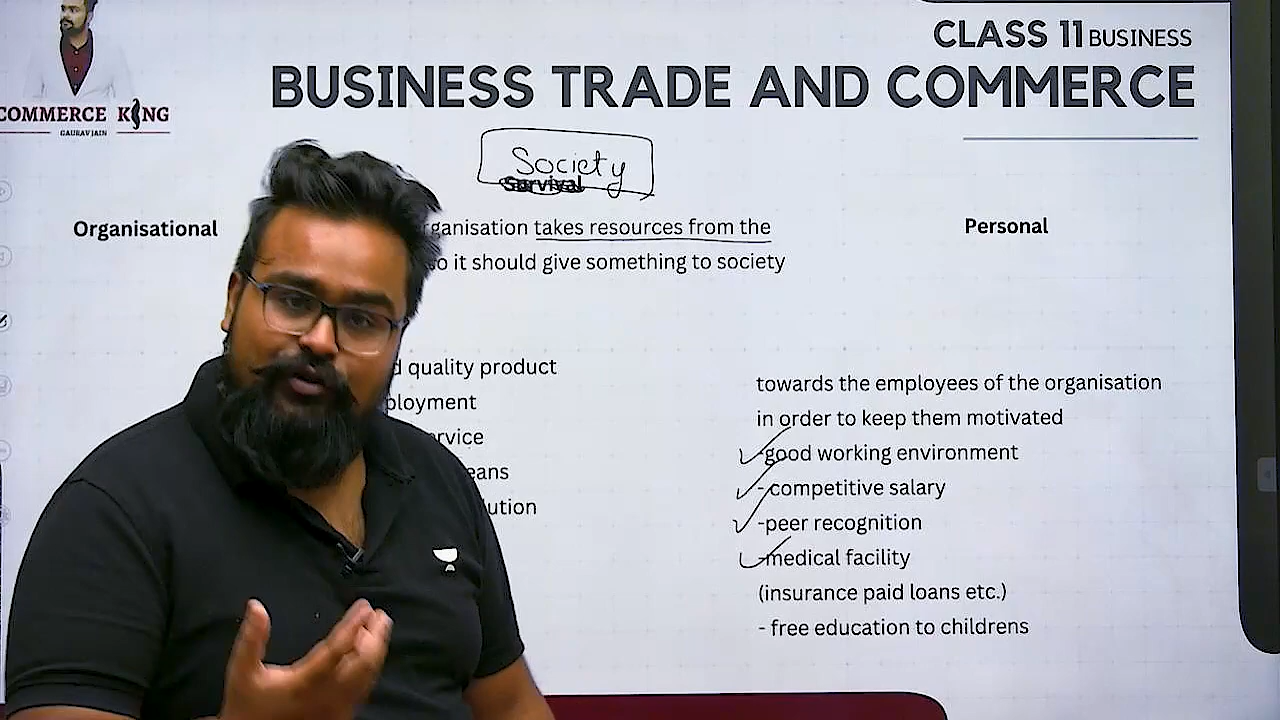 CLASS 11 BUSINESS
BUSINESS TRADE AND COMMERCE
COMMERCE KING
GAURAV JAIN
Society
Organisational
rganisation takes resources from the
so it should give something to society
Personal
d quality product
ployment
rvice
eans
ution
towards the employees of the organisation
in order to keep them motivated
-good working environment
- competitive salary
-peer recognition
-medical facility
(insurance paid loans etc.)
- free education to childrens